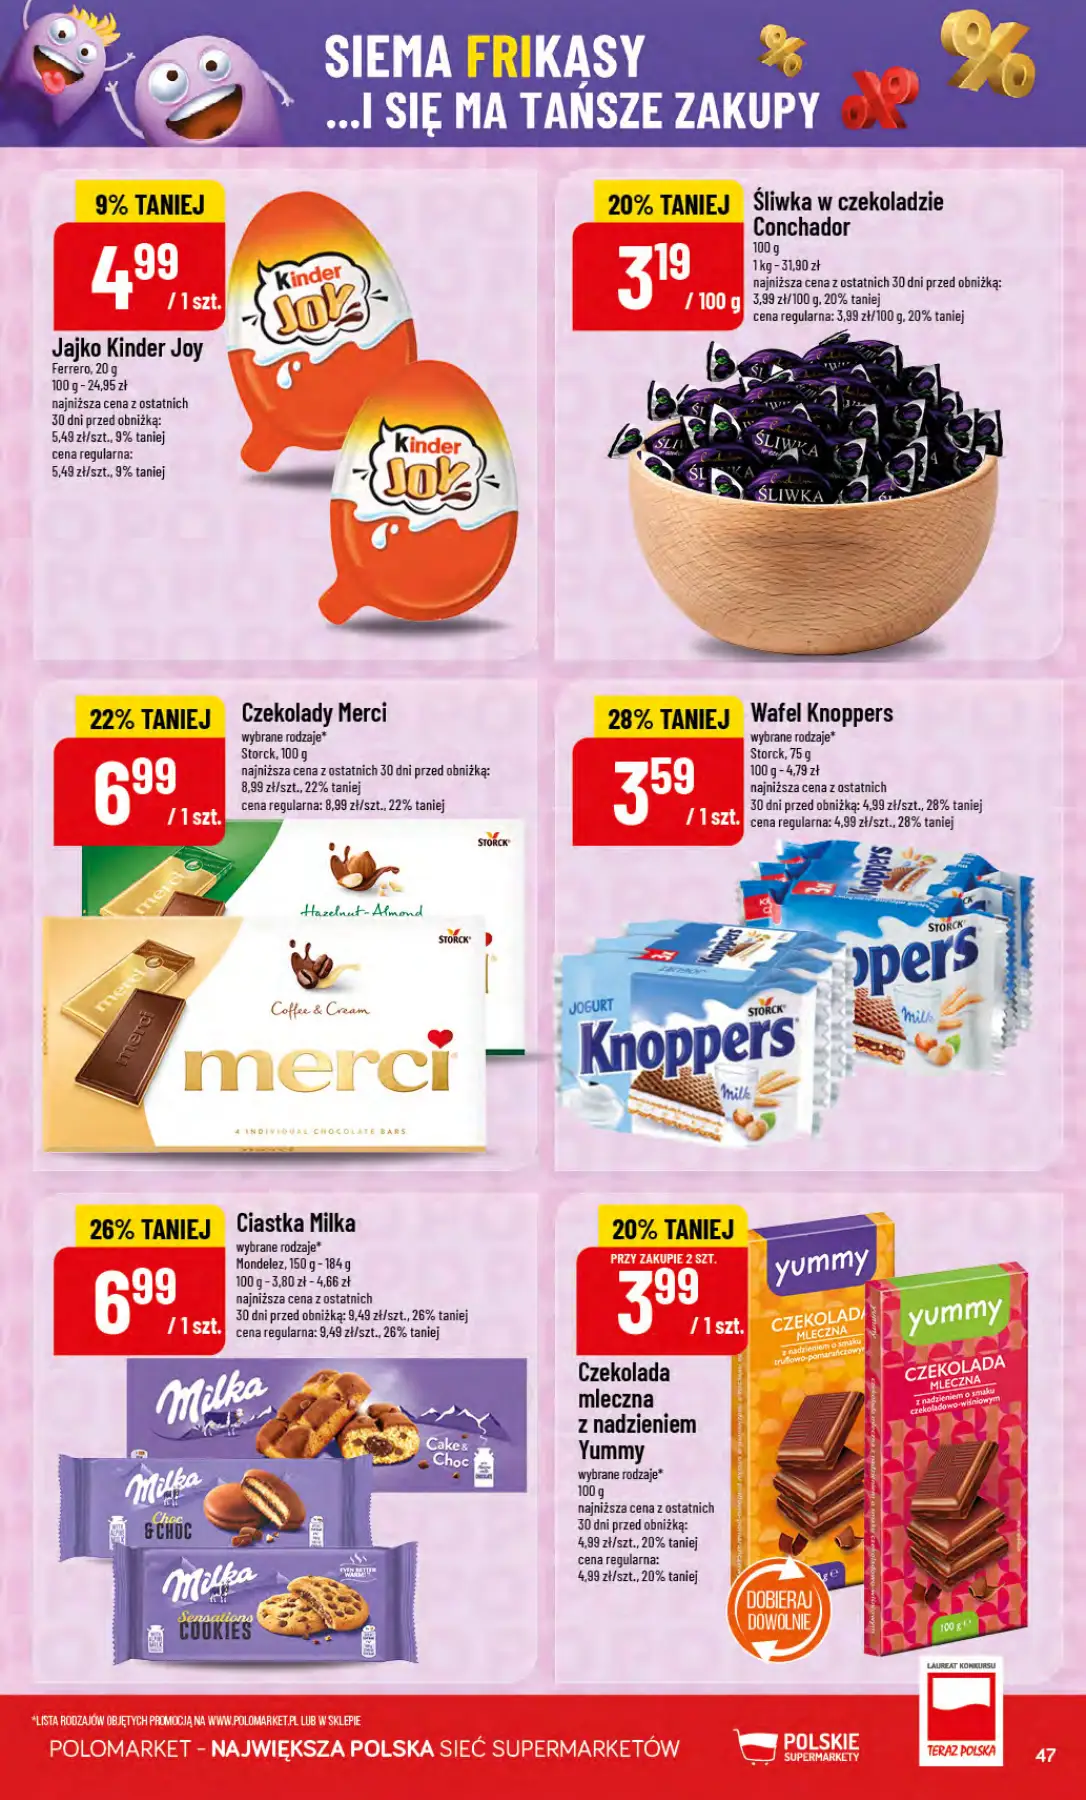 SIEMA FRIKASY
...I SIĘ MA TAŃSZE ZAKUPY
9% TANIEJ
4,99
/ 1 szt.
Jajko Kinder Joy
Ferrero, 20 g
100 g - 24,95 zł
najniższa cena z ostatnich
30 dni przed obniżką:
5,49 zł/szt., 9% taniej
cena regularna:
5,49 zł/szt., 9% taniej
Kinder
JOY
Kinder
JOY
20% TANIEJ
3,19
/ 100 g
Śliwka w czekoladzie
Conchador
100 g
1 kg - 31,90 zł
najniższa cena z ostatnich 30 dni przed obniżką:
3,99 zł/100 g, 20% taniej
cena regularna: 3,99 zł/100 g, 20% taniej
ŚLIWKA
ŚLIWKA
22% TANIEJ
6,99
/ 1 szt.
Czekolady Merci
wybrane rodzaje*
Storck, 100 g
najniższa cena z ostatnich 30 dni przed obniżką:
8,99 zł/szt., 22% taniej
cena regularna: 8,99 zł/szt., 22% taniej
STORCK
Hazelnut-Almond
STORCK
Coffee & Cream
merci
4 INDIVIDUAL CHOCOLATE BARS
28% TANIEJ
3,59
/ 1 szt.
Wafel Knoppers
wybrane rodzaje*
Storck, 75 g
100 g - 4,79 zł
najniższa cena z ostatnich
30 dni przed obniżką: 4,99 zł/szt., 28% taniej
cena regularna: 4,99 zł/szt., 28% taniej
STORCK
JOGURT
STORCK
Knoppers
milk
milk
26% TANIEJ
6,99
/ 1 szt.
Ciastka Milka
wybrane rodzaje*
Mondelez, 150 g - 184 g
100 g - 3,80 zł - 4,66 zł
najniższa cena z ostatnich
30 dni przed obniżką: 9,49 zł/szt., 26% taniej
cena regularna: 9,49 zł/szt., 26% taniej
Milka
Cake &
Choc
Milka
Choc
& CHOC
Milka
EVEN BETTER
Sensations
COOKIES
20% TANIEJ
PRZY ZAKUPIE 2 SZT.
3,99
/ 1 szt.
Czekolada
mleczna
z nadzieniem
Yummy
wybrane rodzaje*
100 g
najniższa cena z ostatnich
30 dni przed obniżką:
4,99 zł/szt., 20% taniej
cena regularna:
4,99 zł/szt., 20% taniej
DOBIERAJ
DOWOLNIE
yummy
CZEKOLADA
MLECZNA
z nadzieniem o smaku
truflowo-pomarańczowym
yummy
CZEKOLADA
MLECZNA
z nadzieniem o smaku
czekoladowo-wiśniowym
100 g e
*LISTA RODZAJÓW OBJĘTYCH PROMOCJĄ NA WWW.POLOMARKET.PL LUB W SKLEPIE
POLOMARKET - NAJWIĘKSZA POLSKA SIEĆ SUPERMARKETÓW
POLSKIE
SUPERMARKETY
LAUREAT KONKURSU
TERAZ POLSKA
47